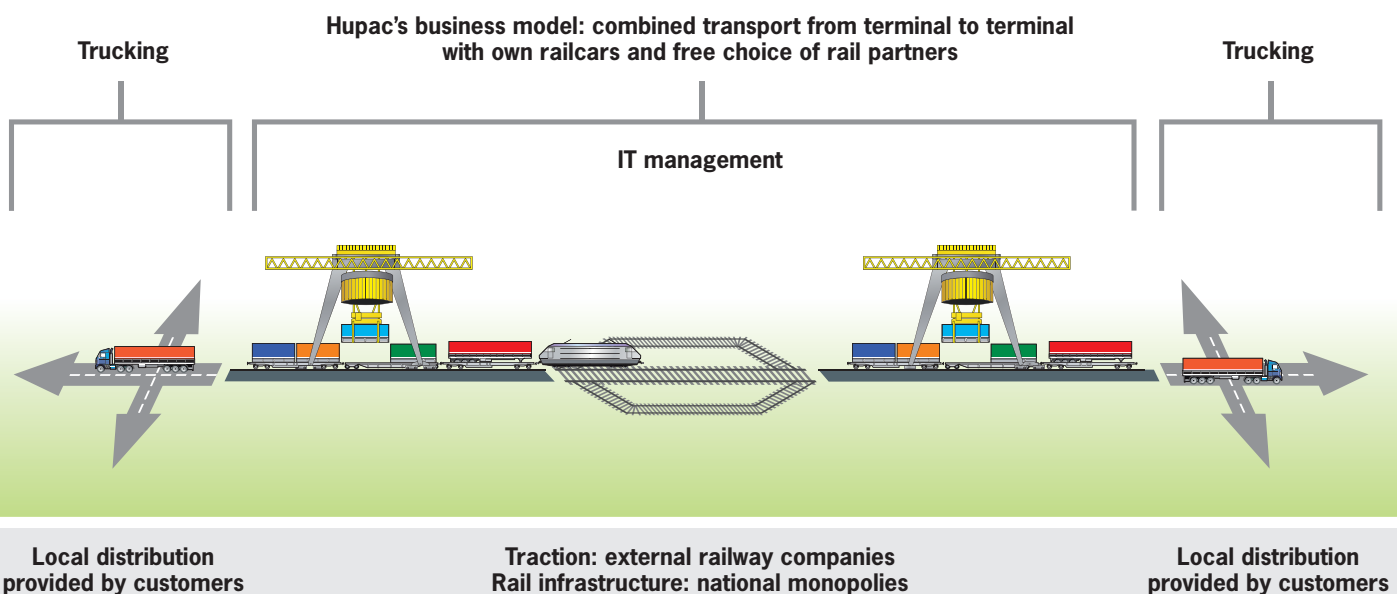 Hupac's business model: combined transport from terminal to terminal
with own railcars and free choice of rail partners
Trucking
Trucking
IT management
Local distribution
provided by customers
Traction: external railway companies
Rail infrastructure: national monopolies
Local distribution
provided by customers